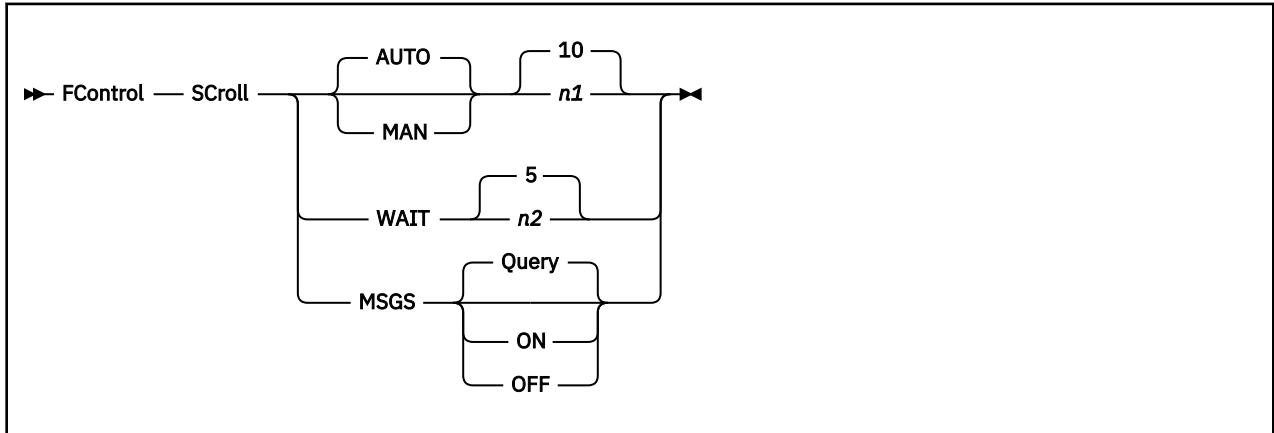 10
AUTO
FControl SCroll n1
MAN
5
WAIT n2
Query
MSGS
ON
OFF